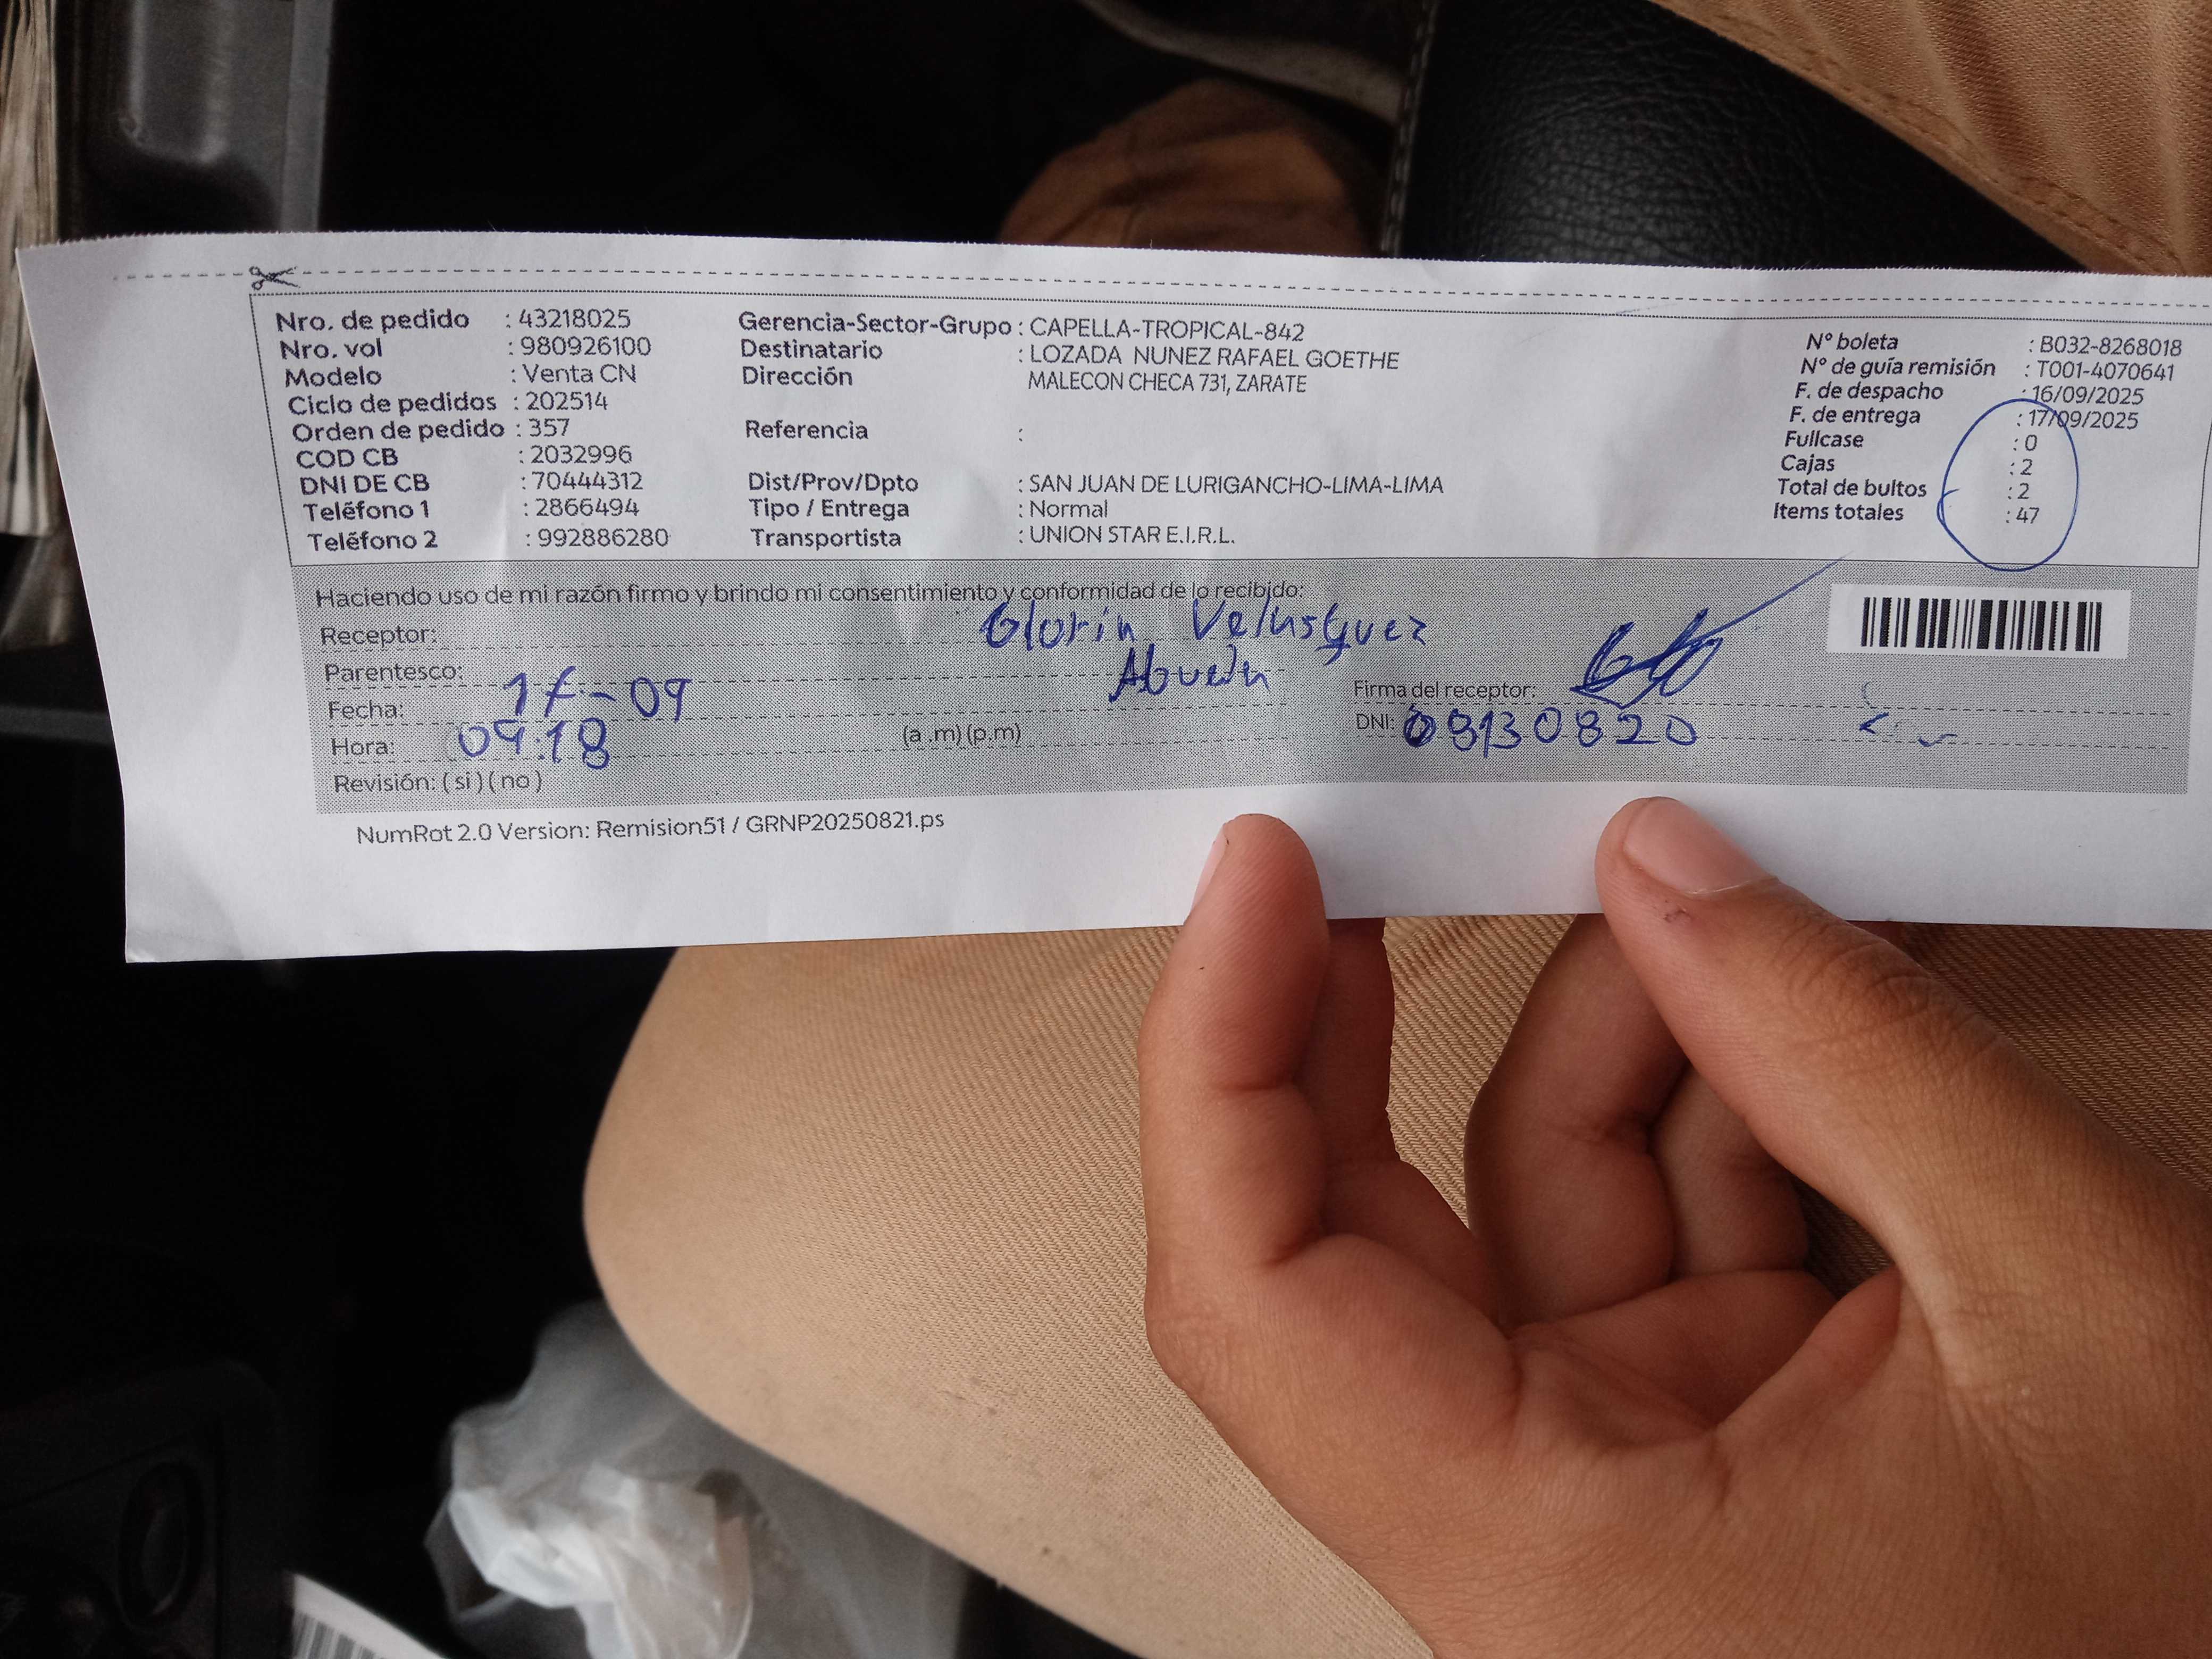 Nro. de pedido : 43218025
Nro. vol : 980926100
Modelo : Venta CN
Ciclo de pedidos : 202514
Orden de pedido : 357
COD CB : 2032996
DNI DE CB : 70444312
Teléfono 1 : 2866494
Teléfono 2 : 992886280
Gerencia-Sector-Grupo : CAPELLA-TROPICAL-842
Destinatario : LOZADA NUNEZ RAFAEL GOETHE
Dirección MALECON CHECA 731, ZARATE
Referencia :
Dist/Prov/Dpto : SAN JUAN DE LURIGANCHO-LIMA-LIMA
Tipo / Entrega : Normal
Transportista : UNION STAR E.I.R.L.
N° boleta : B032-8268018
N° de guía remisión : T001-4070641
F. de despacho : 16/09/2025
F. de entrega : 17/09/2025
Fullcase : 0
Cajas : 2
Total de bultos : 2
Items totales : 47
Haciendo uso de mi razón firmo y brindo mi consentimiento y conformidad de lo recibido:
Receptor: Gloria Velasquez
Parentesco: Abuela
Fecha: 17-09
Hora: 09:18 (a .m) (p.m)
Revisión: ( si ) ( no )
Firma del receptor:
DNI: 08130820
NumRot 2.0 Version: Remision51 / GRNP20250821.ps